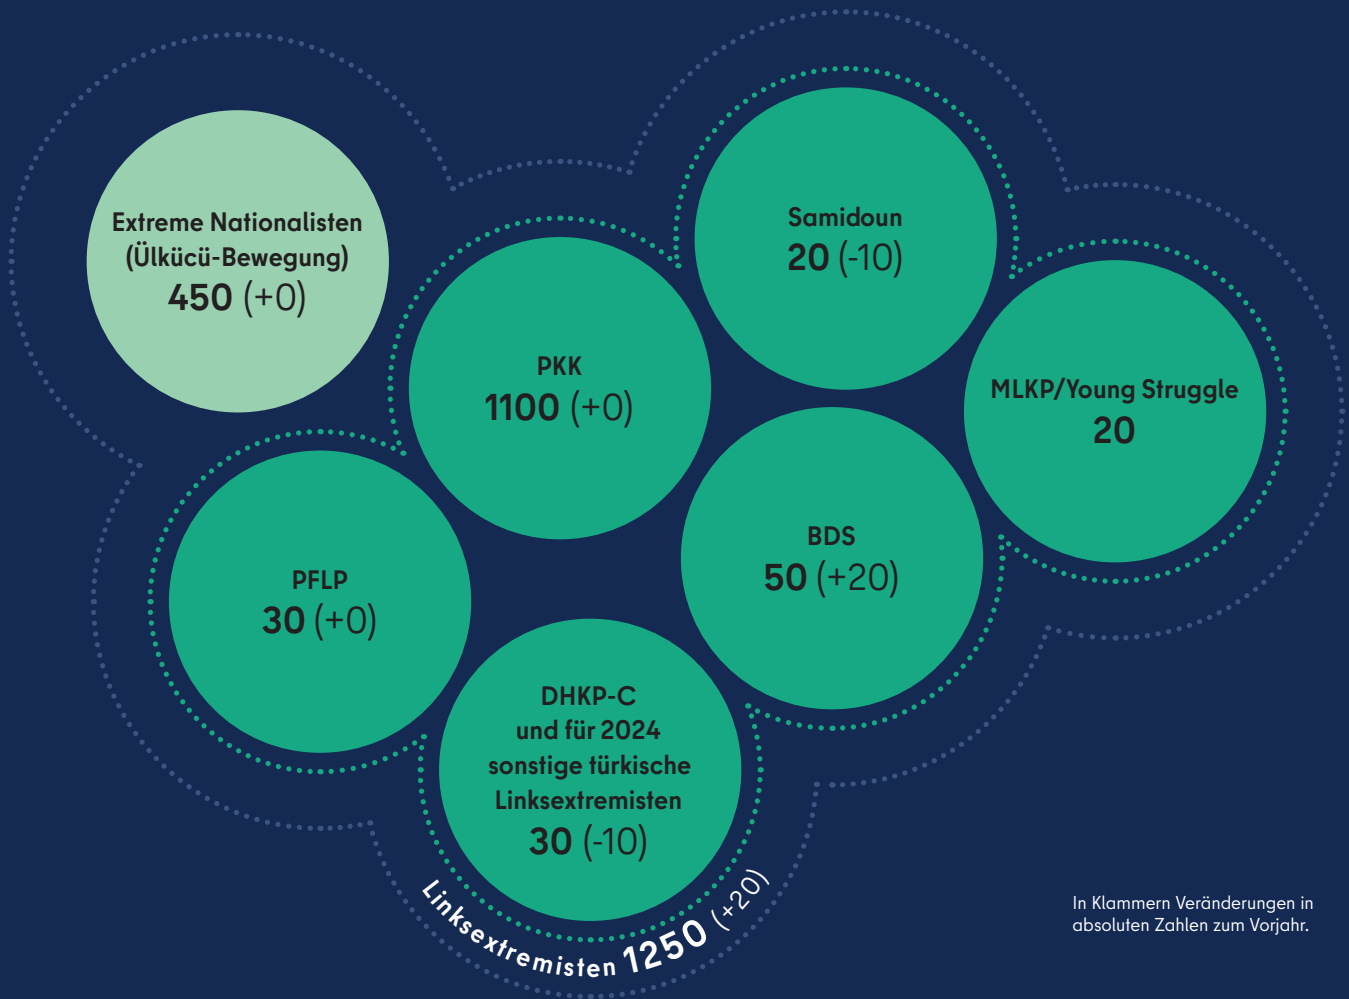 Extreme Nationalisten
(Ülkücü-Bewegung)
450 (+0)
Samidoun
20 (-10)
PKK
1100 (+0)
MLKP/Young Struggle
20
PFLP
30 (+0)
BDS
50 (+20)
DHKP-C
und für 2024
sonstige türkische
Linksextremisten
30 (-10)
Linksextremisten 1250 (+20)
In Klammern Veränderungen in
absoluten Zahlen zum Vorjahr.